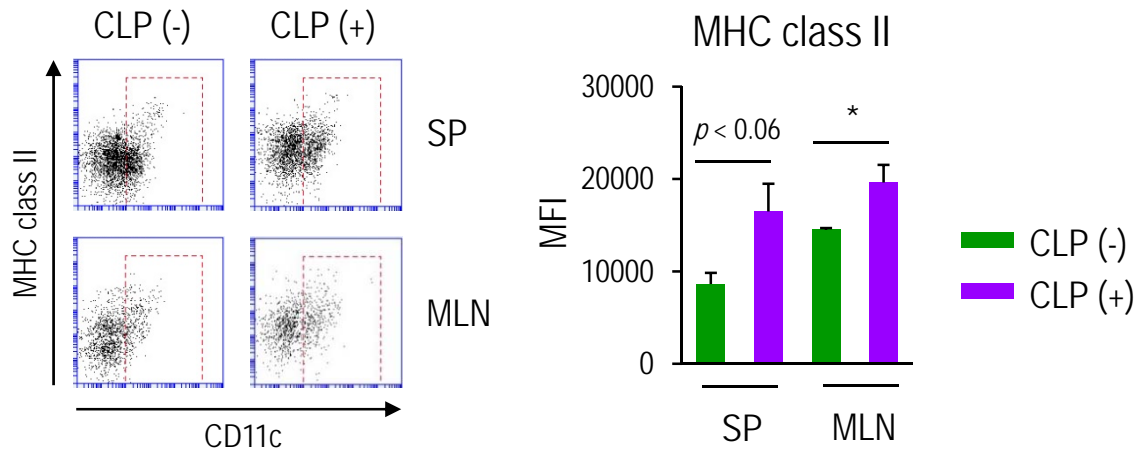 CLP (-) CLP (+)
MHC class II
SP
MLN
CD11c
MHC class II
30000
20000
10000
0
MFI
p < 0.06
*
SP MLN
CLP (-)
CLP (+)